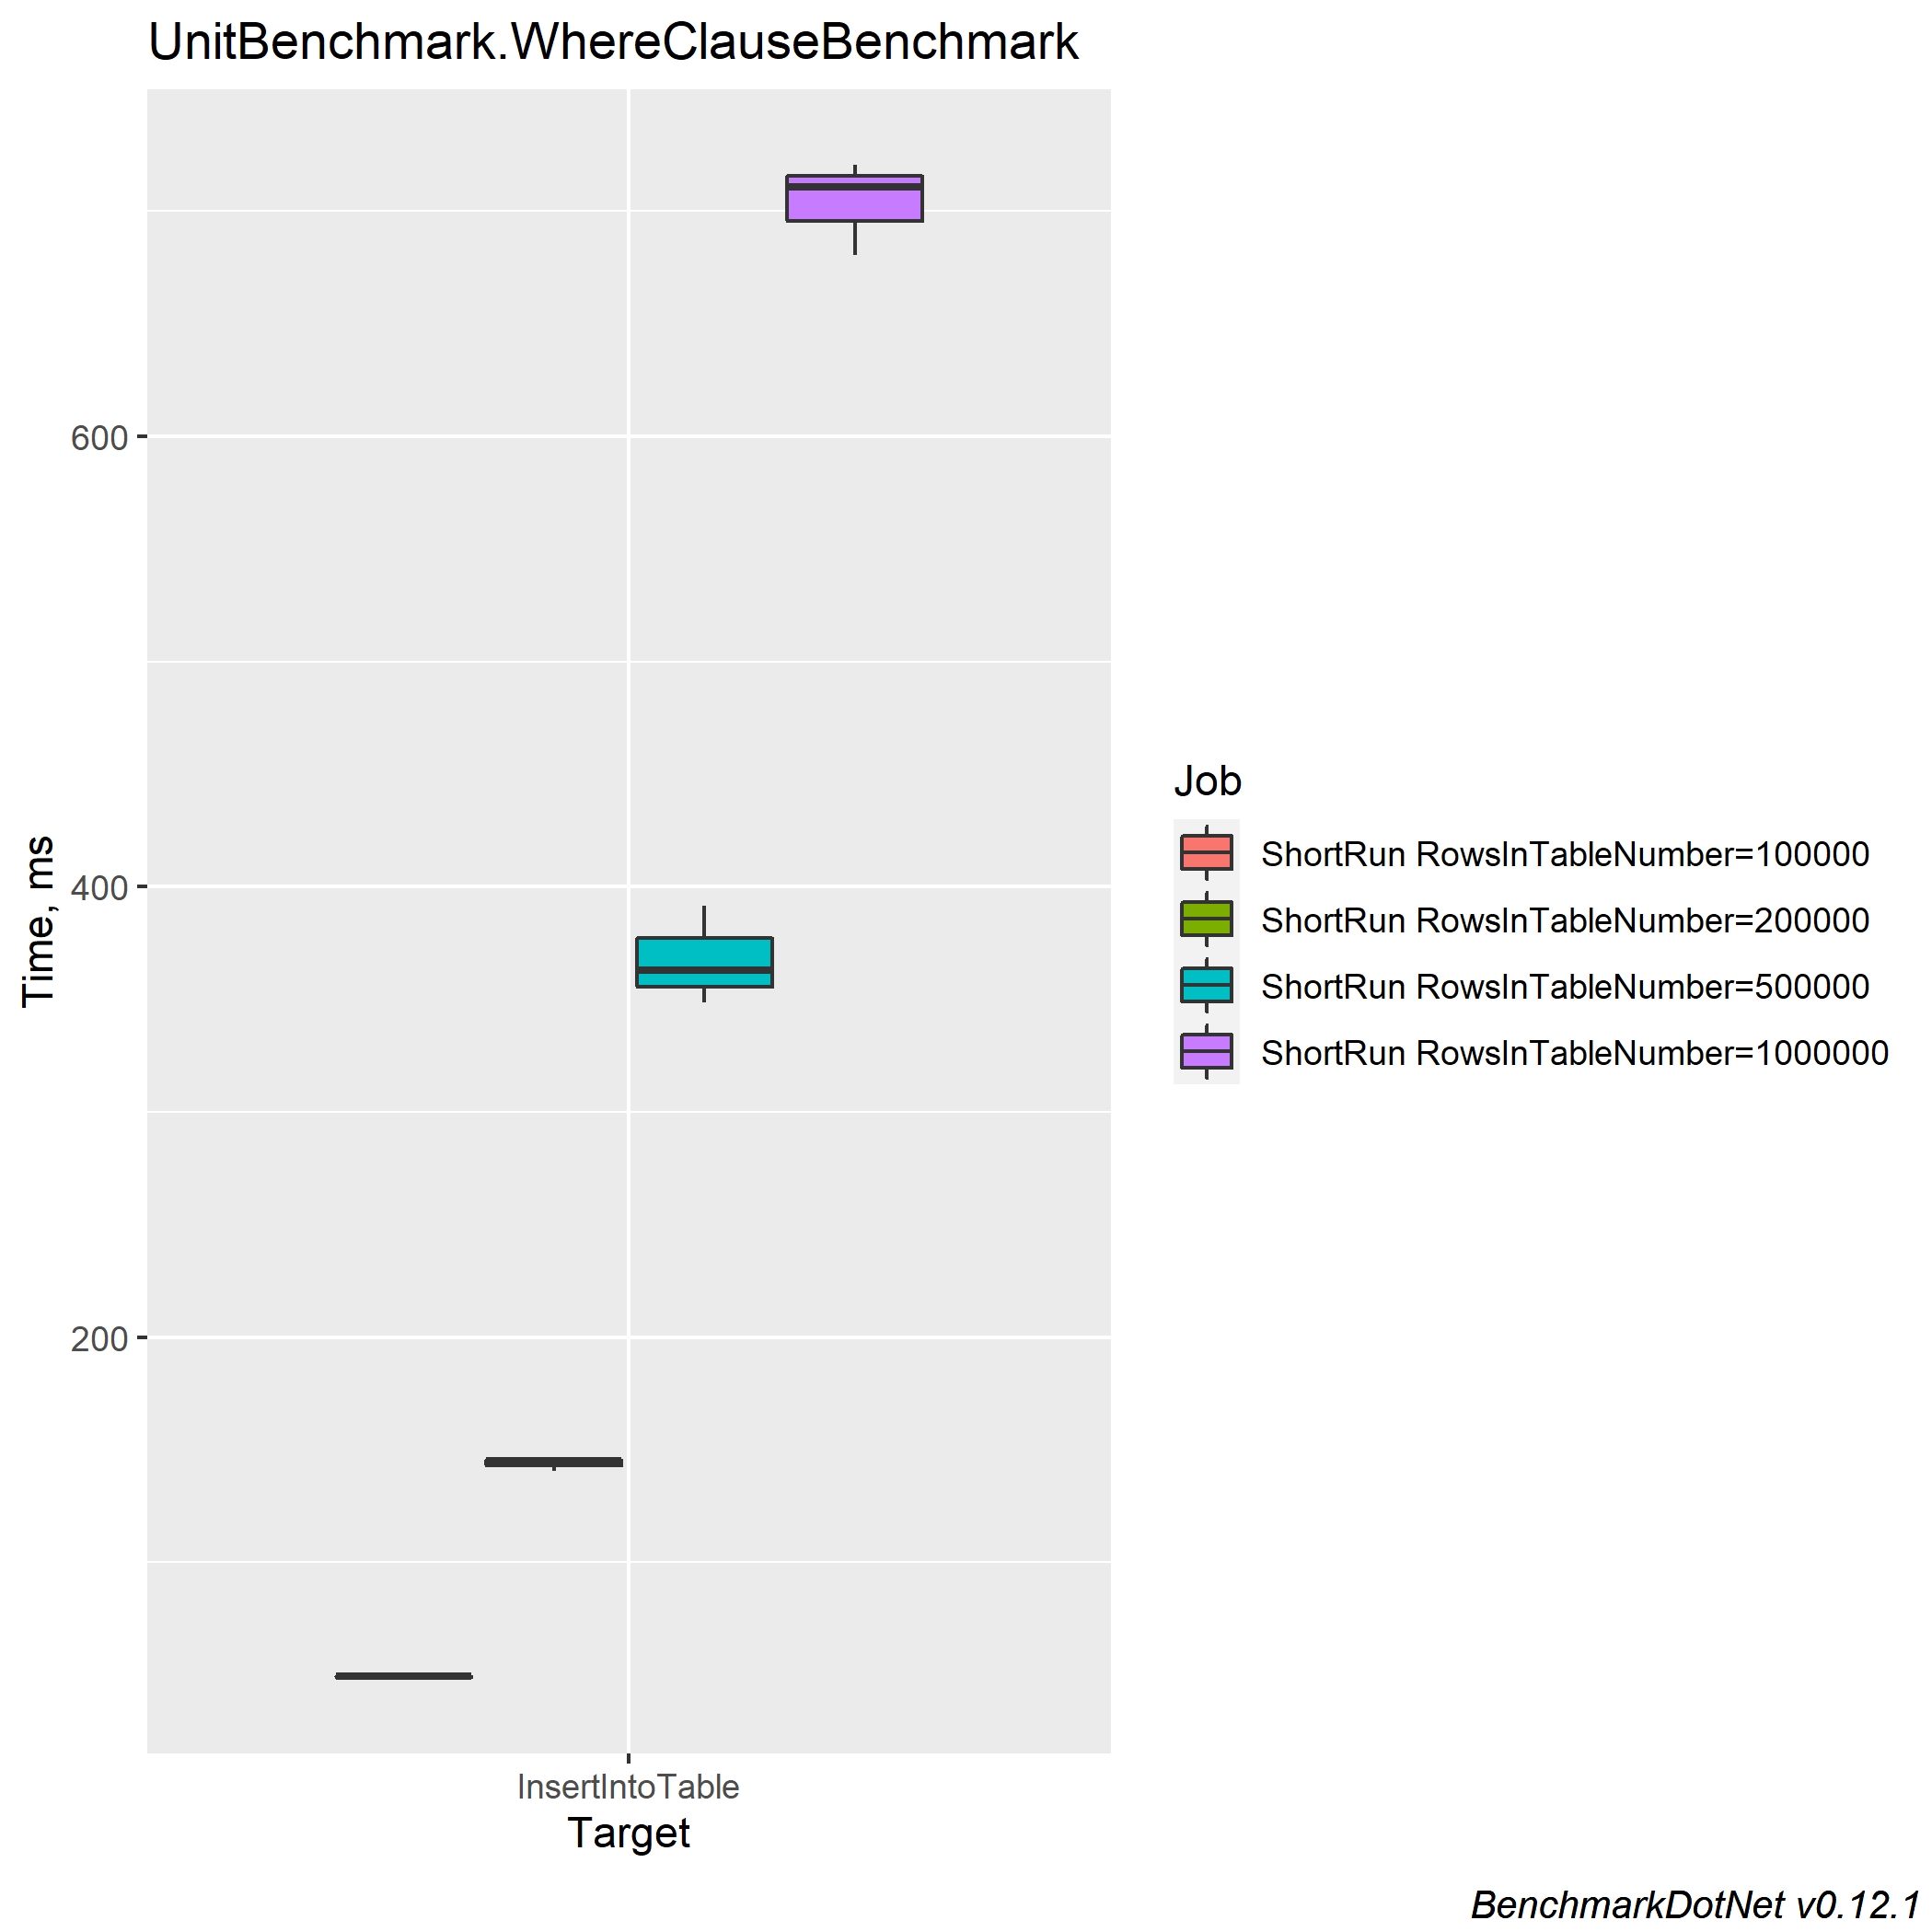 UnitBenchmark.WhereClauseBenchmark
Time, ms
600
400
200
InsertIntoTable
Target
Job
ShortRun RowsInTableNumber=100000
ShortRun RowsInTableNumber=200000
ShortRun RowsInTableNumber=500000
ShortRun RowsInTableNumber=1000000
BenchmarkDotNet v0.12.1